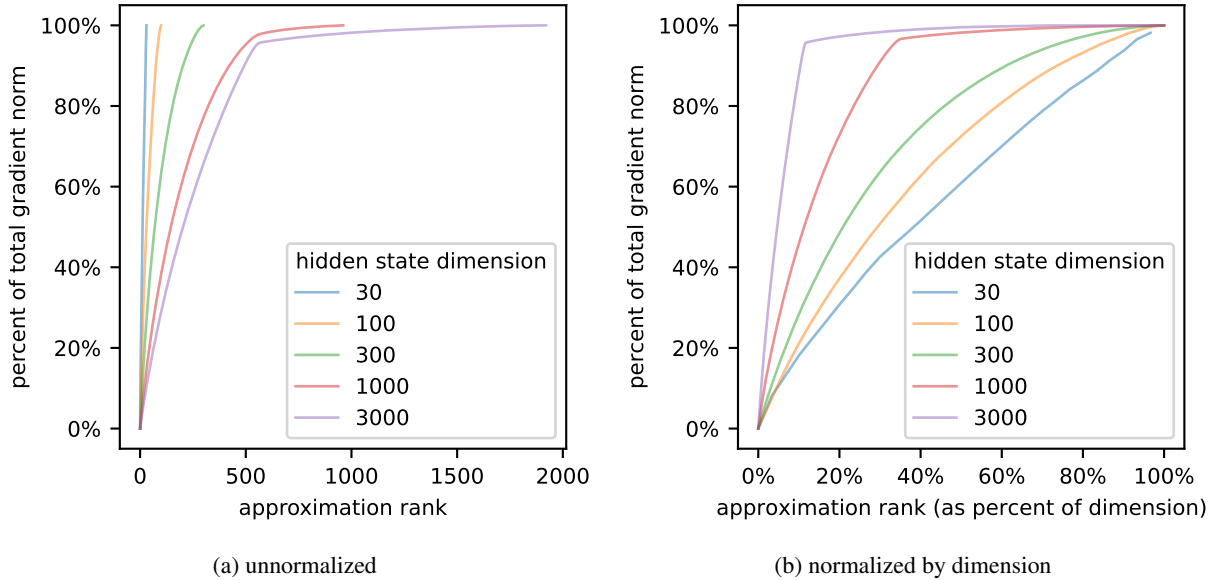 100%
80%
60%
40%
20%
0%
percent of total gradient norm
hidden state dimension
30
100
300
1000
3000
0 500 1000 1500 2000
approximation rank
(a) unnormalized
100%
80%
60%
40%
20%
0%
percent of total gradient norm
hidden state dimension
30
100
300
1000
3000
0% 20% 40% 60% 80% 100%
approximation rank (as percent of dimension)
(b) normalized by dimension